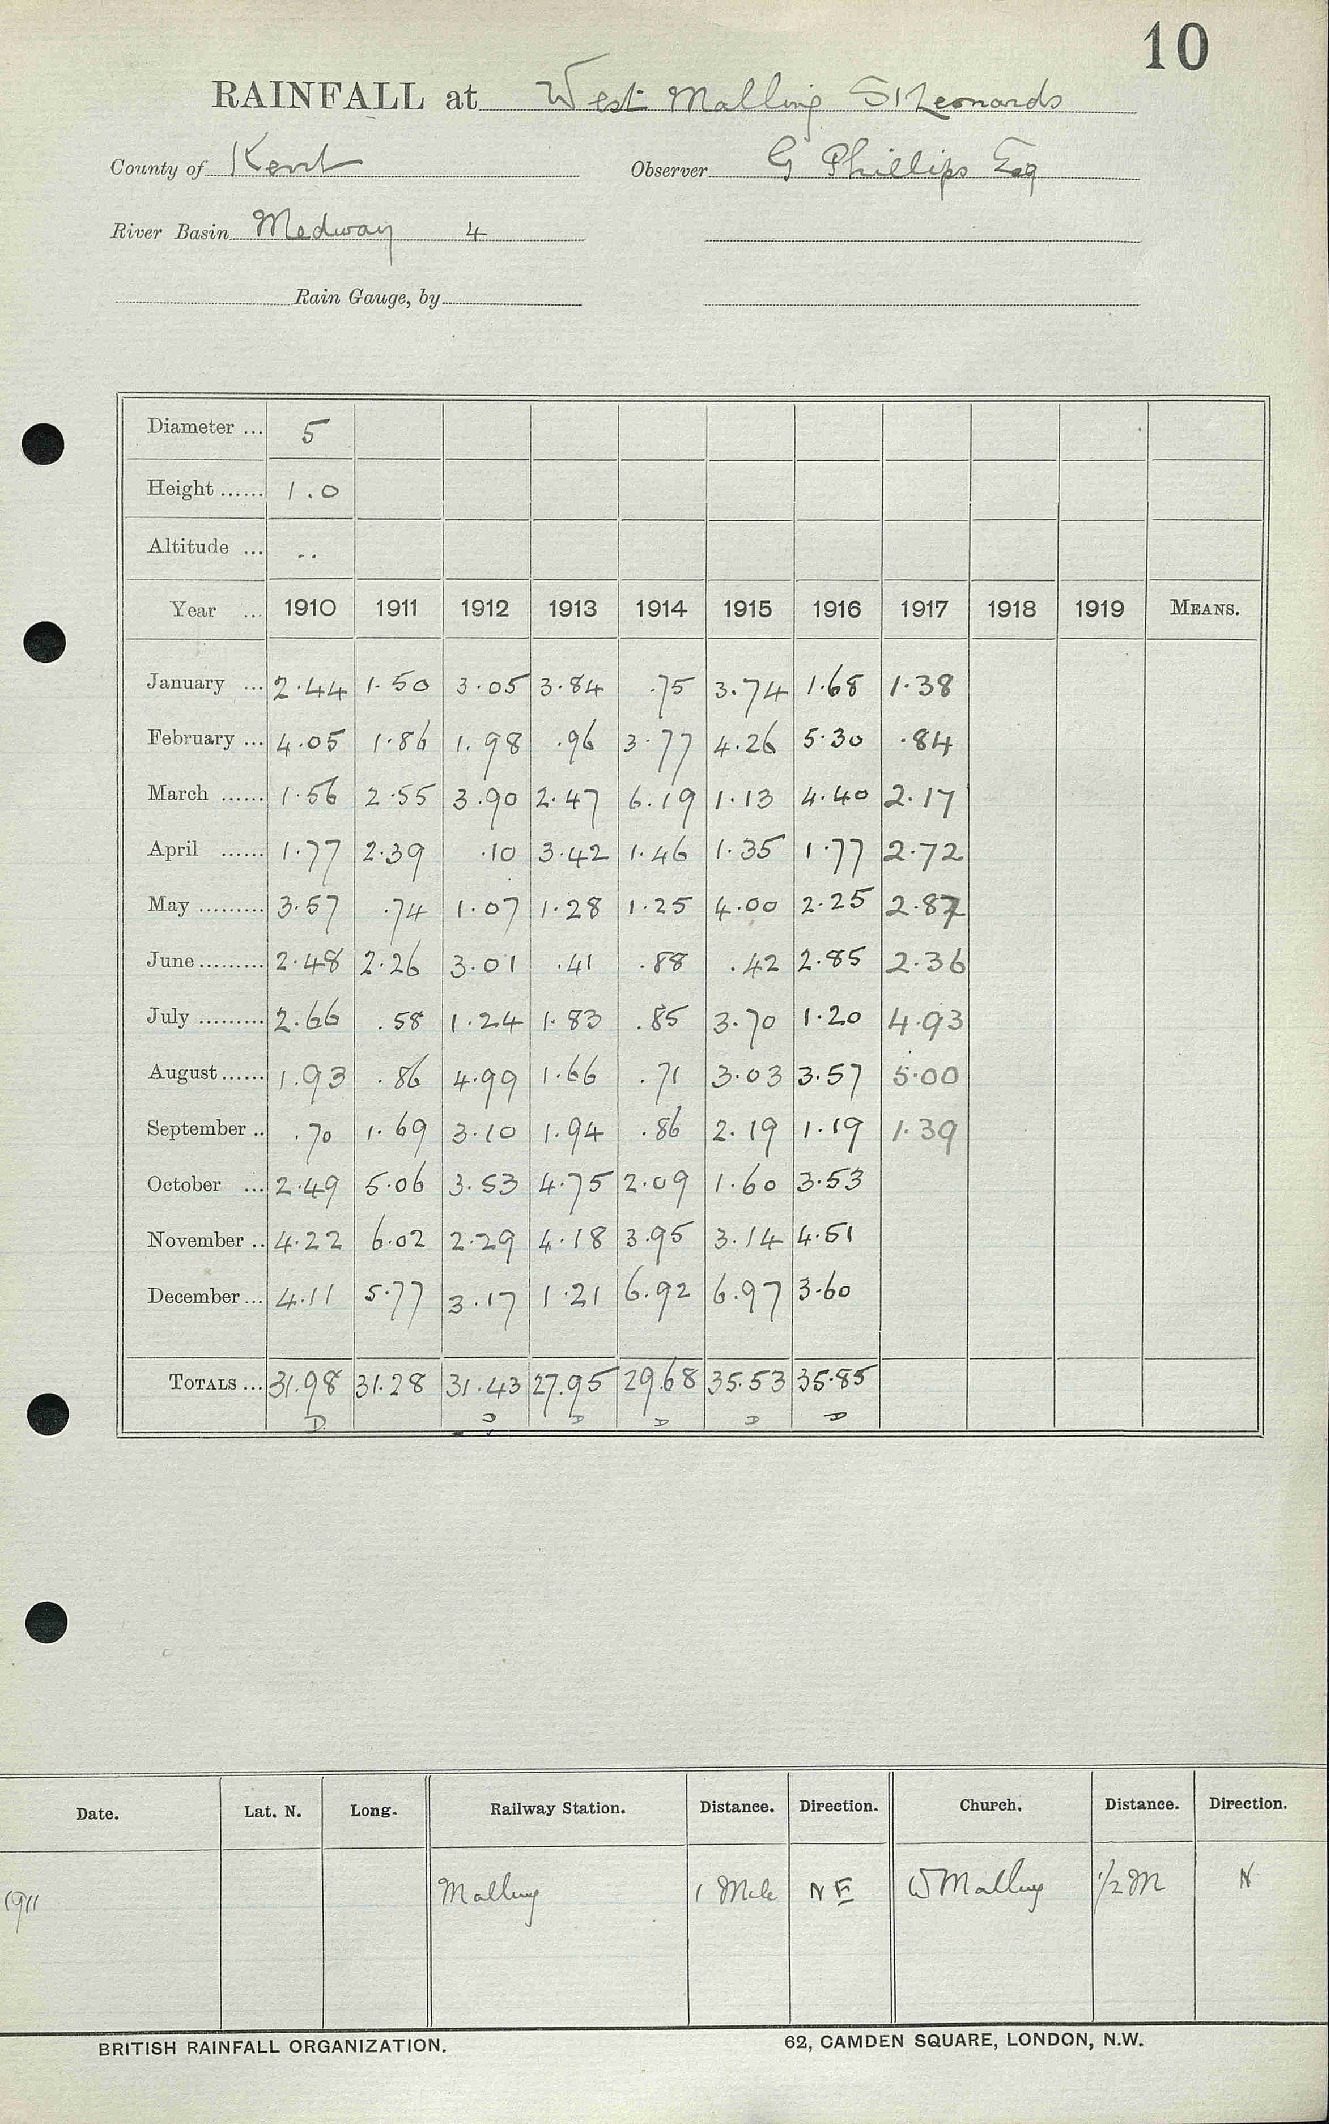 10
RAINFALL at West Malling St Leonards
County of Kent Observer G Phillips Esq
River Basin Medway 4
Rain Gauge, by
Diameter ... 5
Height ...... 1.0
Altitude ... ..
Year ... 1910 1911 1912 1913 1914 1915 1916 1917 1918 1919 MEANS.
January ... 2.44 1.50 3.05 3.84 .75 3.74 1.68 1.38
February ... 4.05 1.86 1.98 .96 3.77 4.26 5.30 .84
March ...... 1.56 2.55 3.90 2.47 6.19 1.13 4.40 2.17
April ...... 1.77 2.39 .10 3.42 1.46 1.35 1.77 2.72
May ......... 3.57 .74 1.07 1.28 1.25 4.00 2.25 2.87
June ......... 2.48 2.26 3.01 .41 .88 .42 2.85 2.36
July ......... 2.66 .58 1.24 1.83 .85 3.70 1.20 4.93
August ...... 1.93 .86 4.99 1.66 .71 3.03 3.57 5.00
September .. .70 1.69 3.10 1.94 .86 2.19 1.19 1.39
October ... 2.49 5.06 3.53 4.75 2.09 1.60 3.53
November .. 4.22 6.02 2.29 4.18 3.95 3.14 4.51
December ... 4.11 5.77 3.17 1.21 6.92 6.97 3.60
TOTALS ... 31.98 31.28 31.43 27.95 29.68 35.53 35.85
D D D D D D
Date. Lat. N. Long. Railway Station. Distance. Direction. Church. Distance. Direction.
1911 Malling 1 Mile NE W Malling 1/2 M N
BRITISH RAINFALL ORGANIZATION. 62, CAMDEN SQUARE, LONDON, N.W.